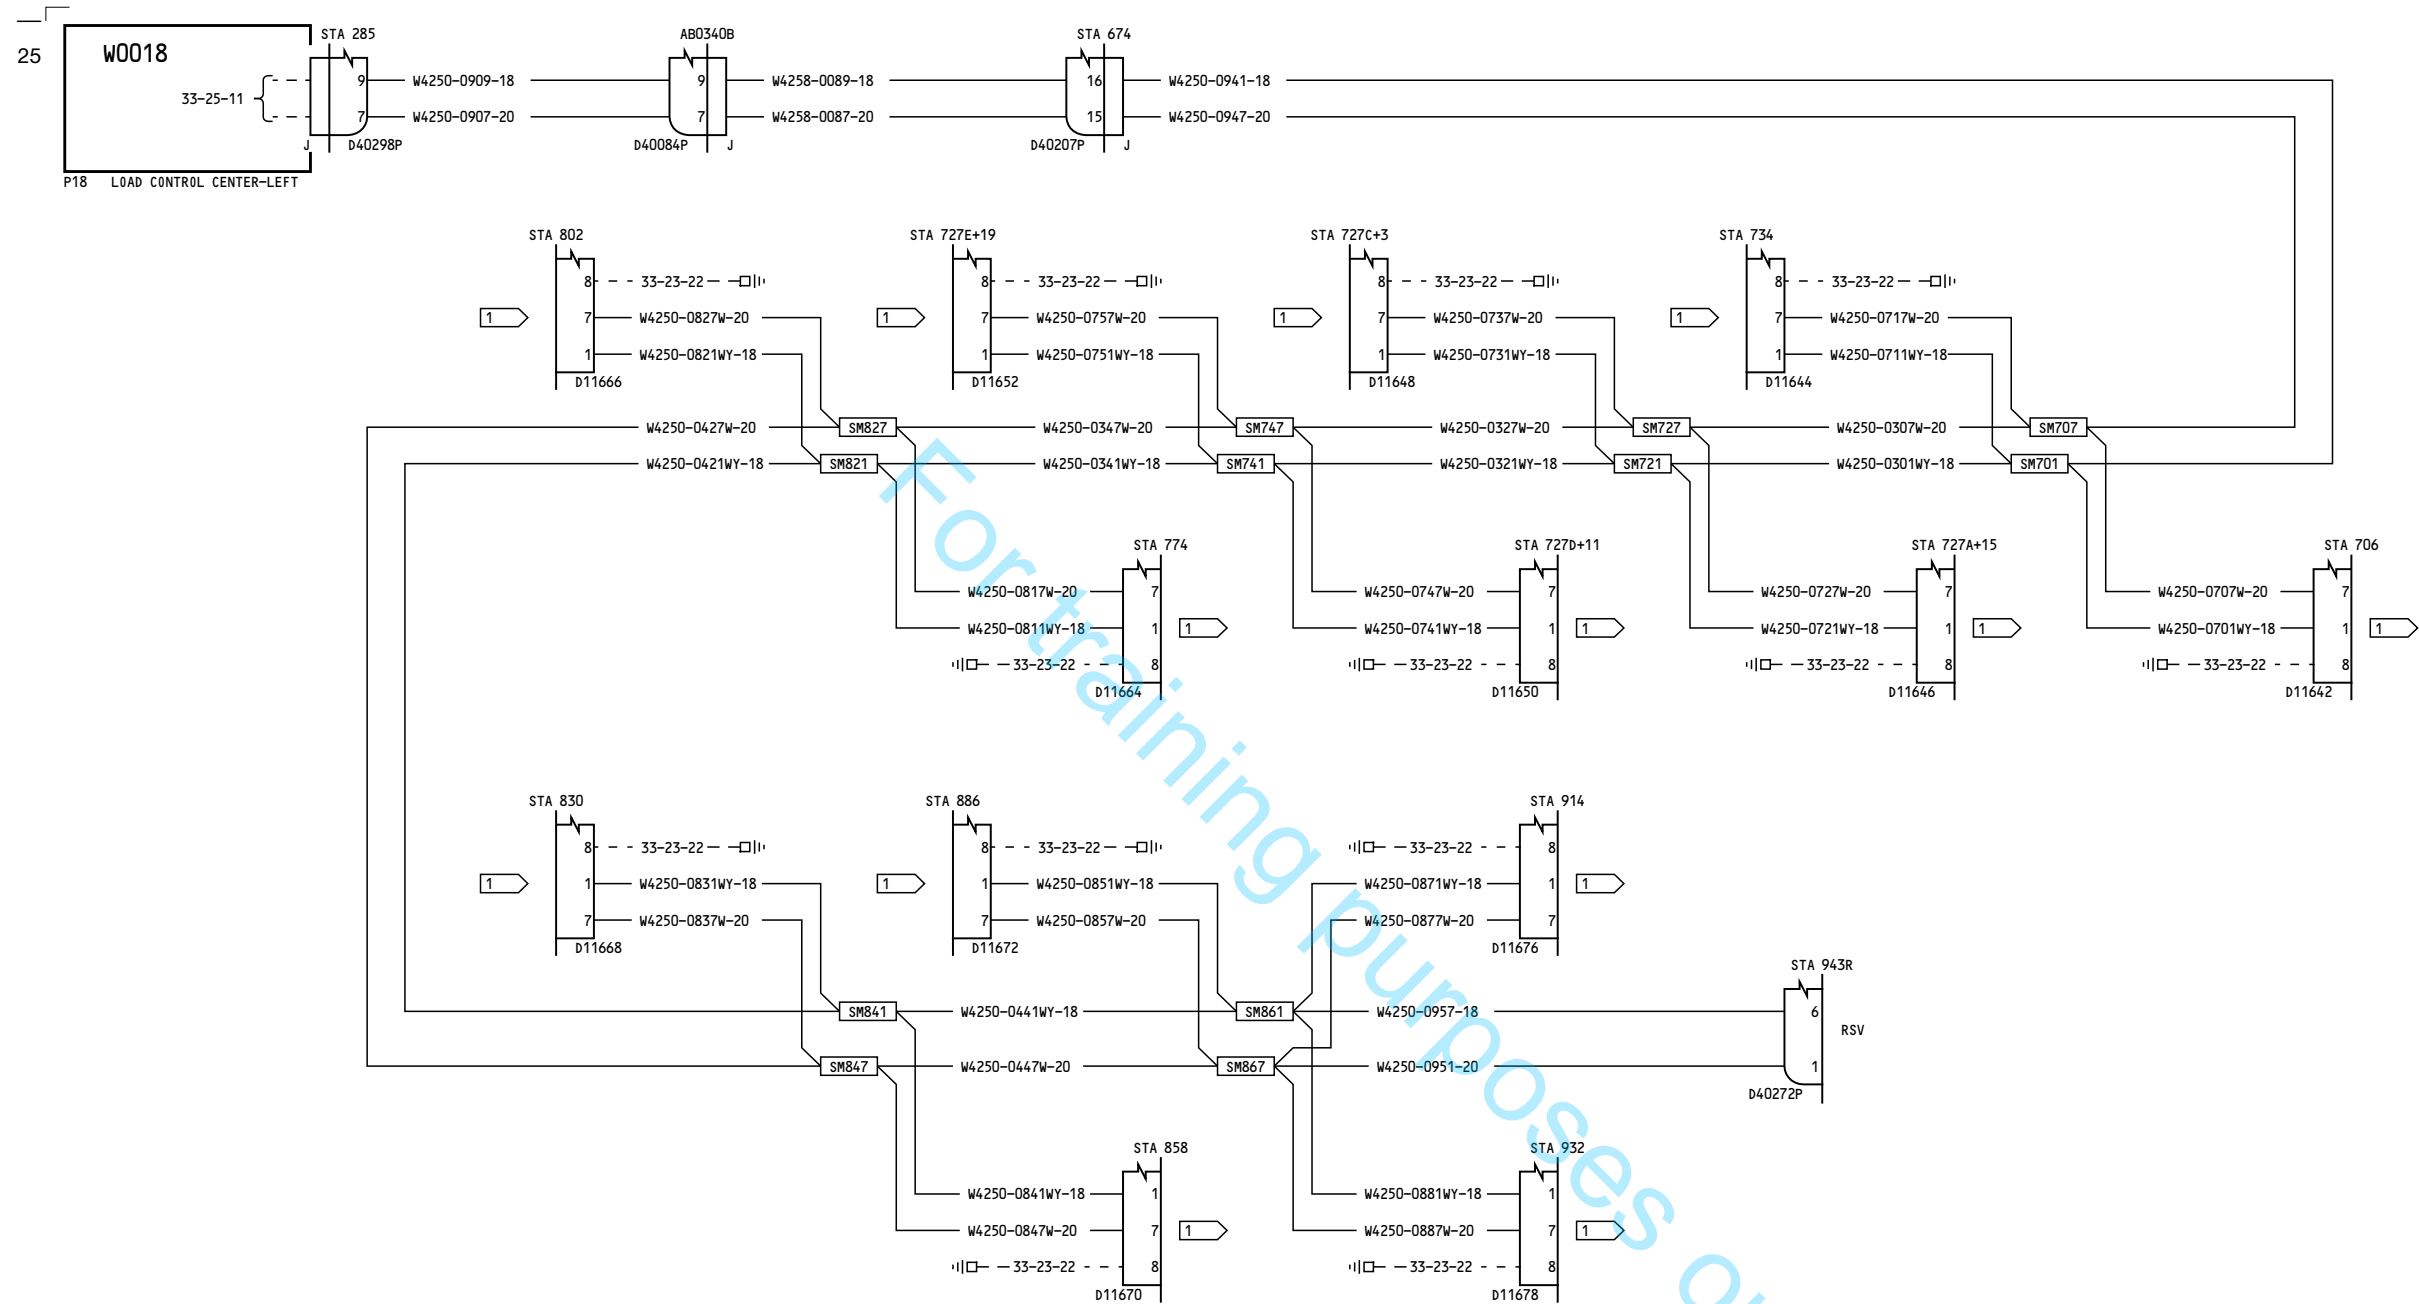 STA 285 AB0340B STA 674
25 W0018
9 W4250-0909-18 9 W4258-0089-18 16 W4250-0941-18
33-25-11
7 W4250-0907-20 7 W4258-0087-20 15 W4250-0947-20
J D40298P D40084P J D40207P J
P18 LOAD CONTROL CENTER-LEFT
STA 802 STA 727E+19 STA 727C+3 STA 734
8 33-23-22 8 33-23-22 8 33-23-22 8 33-23-22
1 7 W4250-0827W-20 1 7 W4250-0757W-20 1 7 W4250-0737W-20 1 7 W4250-0717W-20
1 W4250-0821WY-18 1 W4250-0751WY-18 1 W4250-0731WY-18 1 W4250-0711WY-18
D11666 D11652 D11648 D11644
W4250-0427W-20 SM827 W4250-0347W-20 SM747 W4250-0327W-20 SM727 W4250-0307W-20 SM707
W4250-0421WY-18 SM821 W4250-0341WY-18 SM741 W4250-0321WY-18 SM721 W4250-0301WY-18 SM701
STA 774 STA 727D+11 STA 727A+15 STA 706
W4250-0817W-20 7 W4250-0747W-20 7 W4250-0727W-20 7 W4250-0707W-20 7
W4250-0811WY-18 1 1 W4250-0741WY-18 1 1 W4250-0721WY-18 1 1 W4250-0701WY-18 1 1
33-23-22 8 33-23-22 8 33-23-22 8 33-23-22 8
D11664 D11650 D11646 D11642
STA 830 STA 886 STA 914
8 33-23-22 8 33-23-22 33-23-22 8
1 1 W4250-0831WY-18 1 1 W4250-0851WY-18 W4250-0871WY-18 1 1
7 W4250-0837W-20 7 W4250-0857W-20 W4250-0877W-20 7
D11668 D11672 D11676
STA 943R
SM841 W4250-0441WY-18 SM861 W4250-0957-18 6
RSV
SM847 W4250-0447W-20 SM867 W4250-0951-20 1
D40272P
STA 858 STA 932
W4250-0841WY-18 1 W4250-0881WY-18 1
W4250-0847W-20 7 1 W4250-0887W-20 7 1
33-23-22 8 33-23-22 8
D11670 D11678
For training purposes